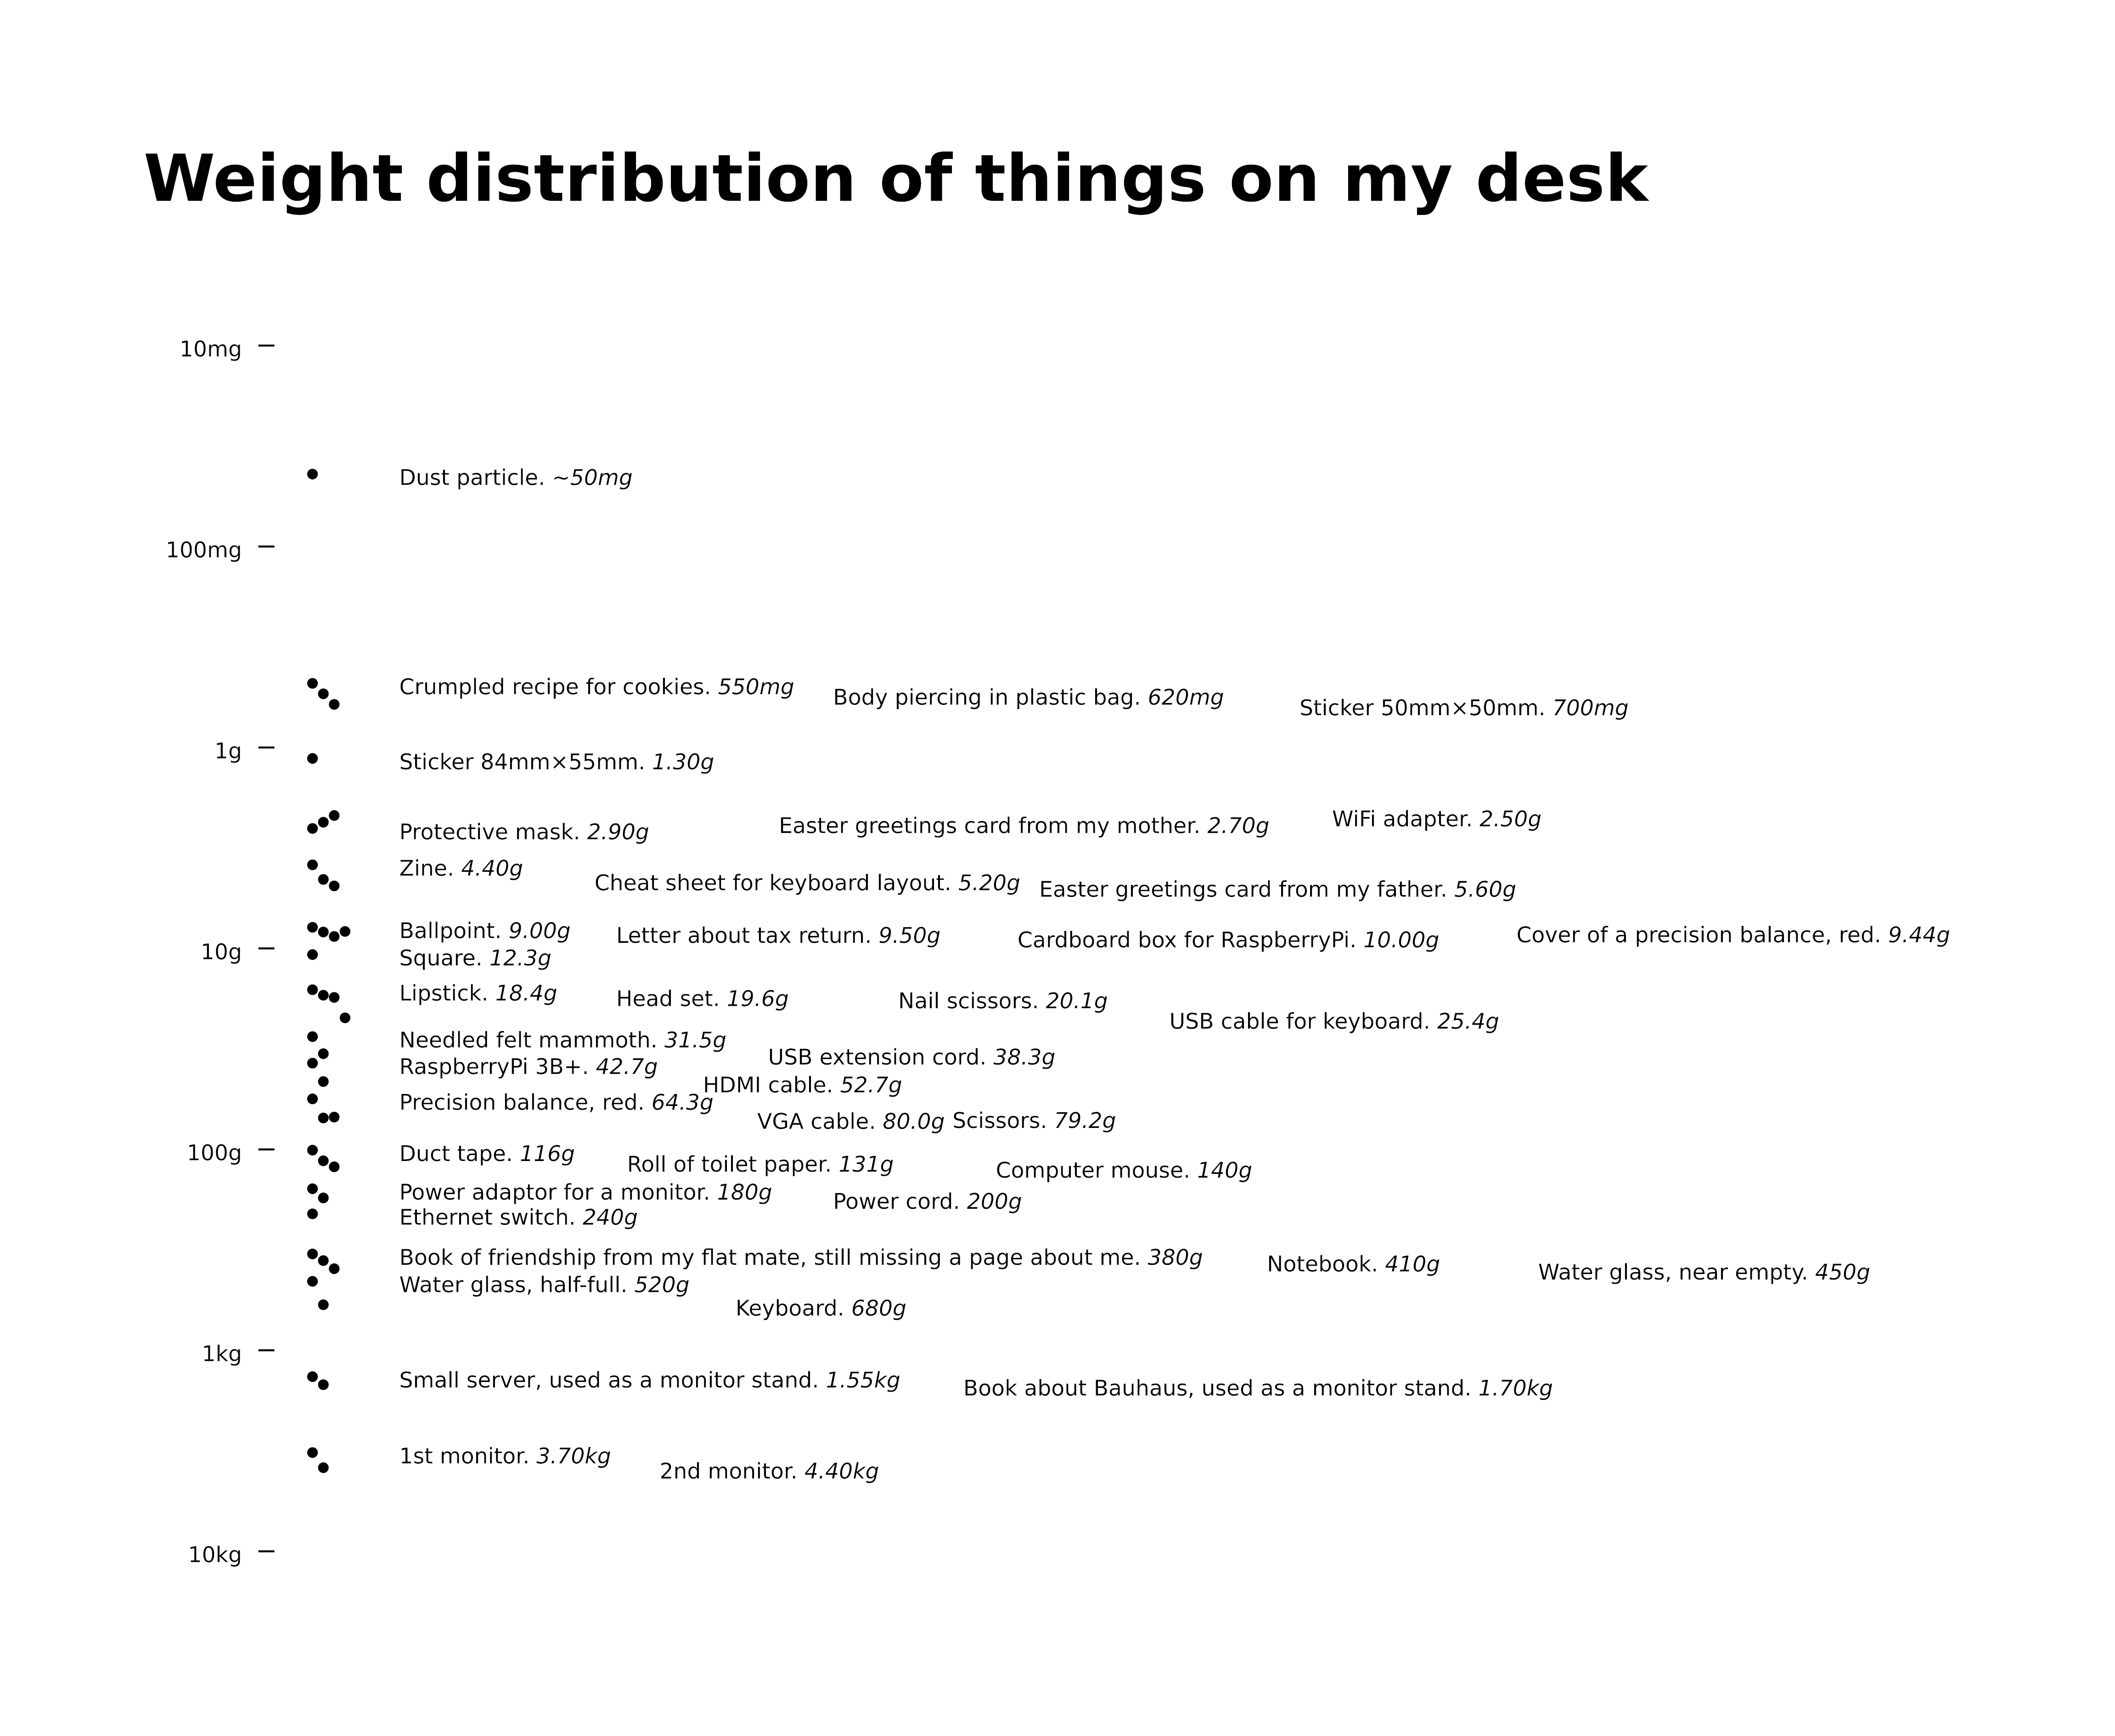 Weight distribution of things on my desk
10mg
Dust particle. ~50mg
100mg
Crumpled recipe for cookies. 550mg
Body piercing in plastic bag. 620mg
Sticker 50mm×50mm. 700mg
1g
Sticker 84mm×55mm. 1.30g
Protective mask. 2.90g
Easter greetings card from my mother. 2.70g
WiFi adapter. 2.50g
Zine. 4.40g
Cheat sheet for keyboard layout. 5.20g
Easter greetings card from my father. 5.60g
Ballpoint. 9.00g
Letter about tax return. 9.50g
Cardboard box for RaspberryPi. 10.00g
Cover of a precision balance, red. 9.44g
10g
Square. 12.3g
Lipstick. 18.4g
Head set. 19.6g
Nail scissors. 20.1g
USB cable for keyboard. 25.4g
Needled felt mammoth. 31.5g
USB extension cord. 38.3g
RaspberryPi 3B+. 42.7g
HDMI cable. 52.7g
Precision balance, red. 64.3g
VGA cable. 80.0g
Scissors. 79.2g
100g
Duct tape. 116g
Roll of toilet paper. 131g
Computer mouse. 140g
Power adaptor for a monitor. 180g
Power cord. 200g
Ethernet switch. 240g
Book of friendship from my flat mate, still missing a page about me. 380g
Notebook. 410g
Water glass, near empty. 450g
Water glass, half-full. 520g
Keyboard. 680g
1kg
Small server, used as a monitor stand. 1.55kg
Book about Bauhaus, used as a monitor stand. 1.70kg
1st monitor. 3.70kg
2nd monitor. 4.40kg
10kg